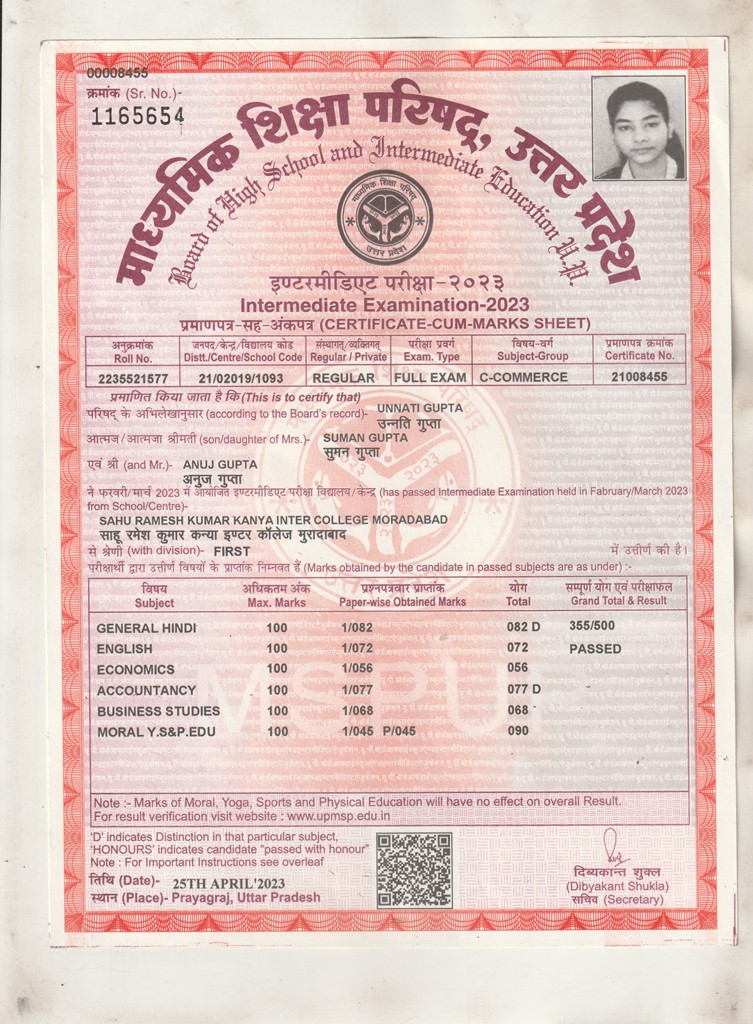 00008455
क्रमांक (Sr. No.)-
1165654
माध्यमिक शिक्षा परिषद्, उत्तर प्रदेश
Board of High School and Intermediate Education U.P.
माध्यमिक शिक्षा परिषद्
उत्तर प्रदेश
इण्टरमीडिएट परीक्षा-२०२३
Intermediate Examination-2023
प्रमाणपत्र-सह-अंकपत्र (CERTIFICATE-CUM-MARKS SHEET)
अनुक्रमांक जनपद/केन्द्र/विद्यालय कोड संस्थागत्/व्यक्तिगत् परीक्षा प्रवर्ग विषय-वर्ग प्रमाणपत्र क्रमांक
Roll No. Distt./Centre/School Code Regular / Private Exam. Type Subject-Group Certificate No.
2235521577 21/02019/1093 REGULAR FULL EXAM C-COMMERCE 21008455
प्रमाणित किया जाता है कि (This is to certify that)
परिषद् के अभिलेखानुसार (according to the Board's record)- UNNATI GUPTA
उन्नति गुप्ता
आत्मज/आत्मजा श्रीमती (son/daughter of Mrs.)- SUMAN GUPTA
सुमन गुप्ता
एवं श्री (and Mr.)- ANUJ GUPTA
अनुज गुप्ता
ने फरवरी/मार्च 2023 में आयोजित इण्टरमीडिएट परीक्षा विद्यालय/केन्द्र (has passed Intermediate Examination held in Fabruary/March 2023
from School/Centre)-
SAHU RAMESH KUMAR KANYA INTER COLLEGE MORADABAD
साहू रमेश कुमार कन्या इण्टर कॉलेज मुरादाबाद
से श्रेणी (with division)- FIRST में उत्तीर्ण की है।
परीक्षार्थी द्वारा उत्तीर्ण विषयों के प्राप्तांक निम्नवत हैं (Marks obtained by the candidate in passed subjects are as under) :-
विषय अधिकतम अंक प्रश्नपत्रवार प्राप्तांक योग सम्पूर्ण योग एवं परीक्षाफल
Subject Max. Marks Paper-wise Obtained Marks Total Grand Total & Result
GENERAL HINDI 100 1/082 082 D 355/500
ENGLISH 100 1/072 072 PASSED
ECONOMICS 100 1/056 056
ACCOUNTANCY 100 1/077 077 D
BUSINESS STUDIES 100 1/068 068
MORAL Y.S&P.EDU 100 1/045 P/045 090
MSPUP
Note :- Marks of Moral, Yoga, Sports and Physical Education will have no effect on overall Result.
For result verification visit website : www.upmsp.edu.in
'D' indicates Distinction in that particular subject,
'HONOURS' indicates candidate "passed with honour"
Note : For Important Instructions see overleaf
तिथि (Date)- 25TH APRIL'2023
स्थान (Place)- Prayagraj, Uttar Pradesh
दिब्यकान्त शुक्ल
(Dibyakant Shukla)
सचिव (Secretary)